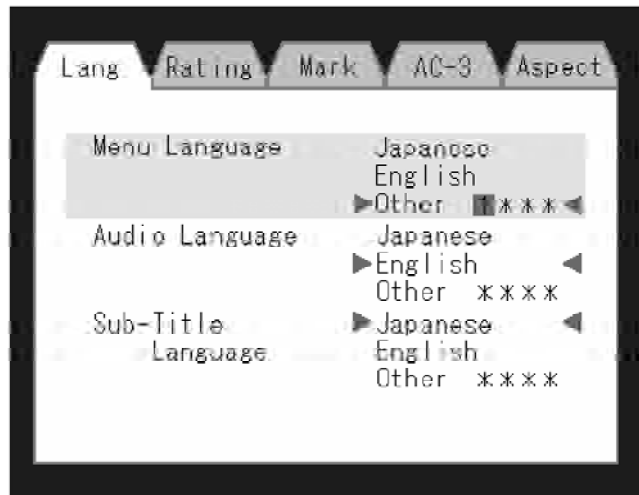 Lang Rating Mark AC-3 Aspect
Menu Language Japanese
English
▶Other 1***◀
Audio Language Japanese
▶English ◀
Other ****
Sub-Title ▶Japanese ◀
Language English
Other ****